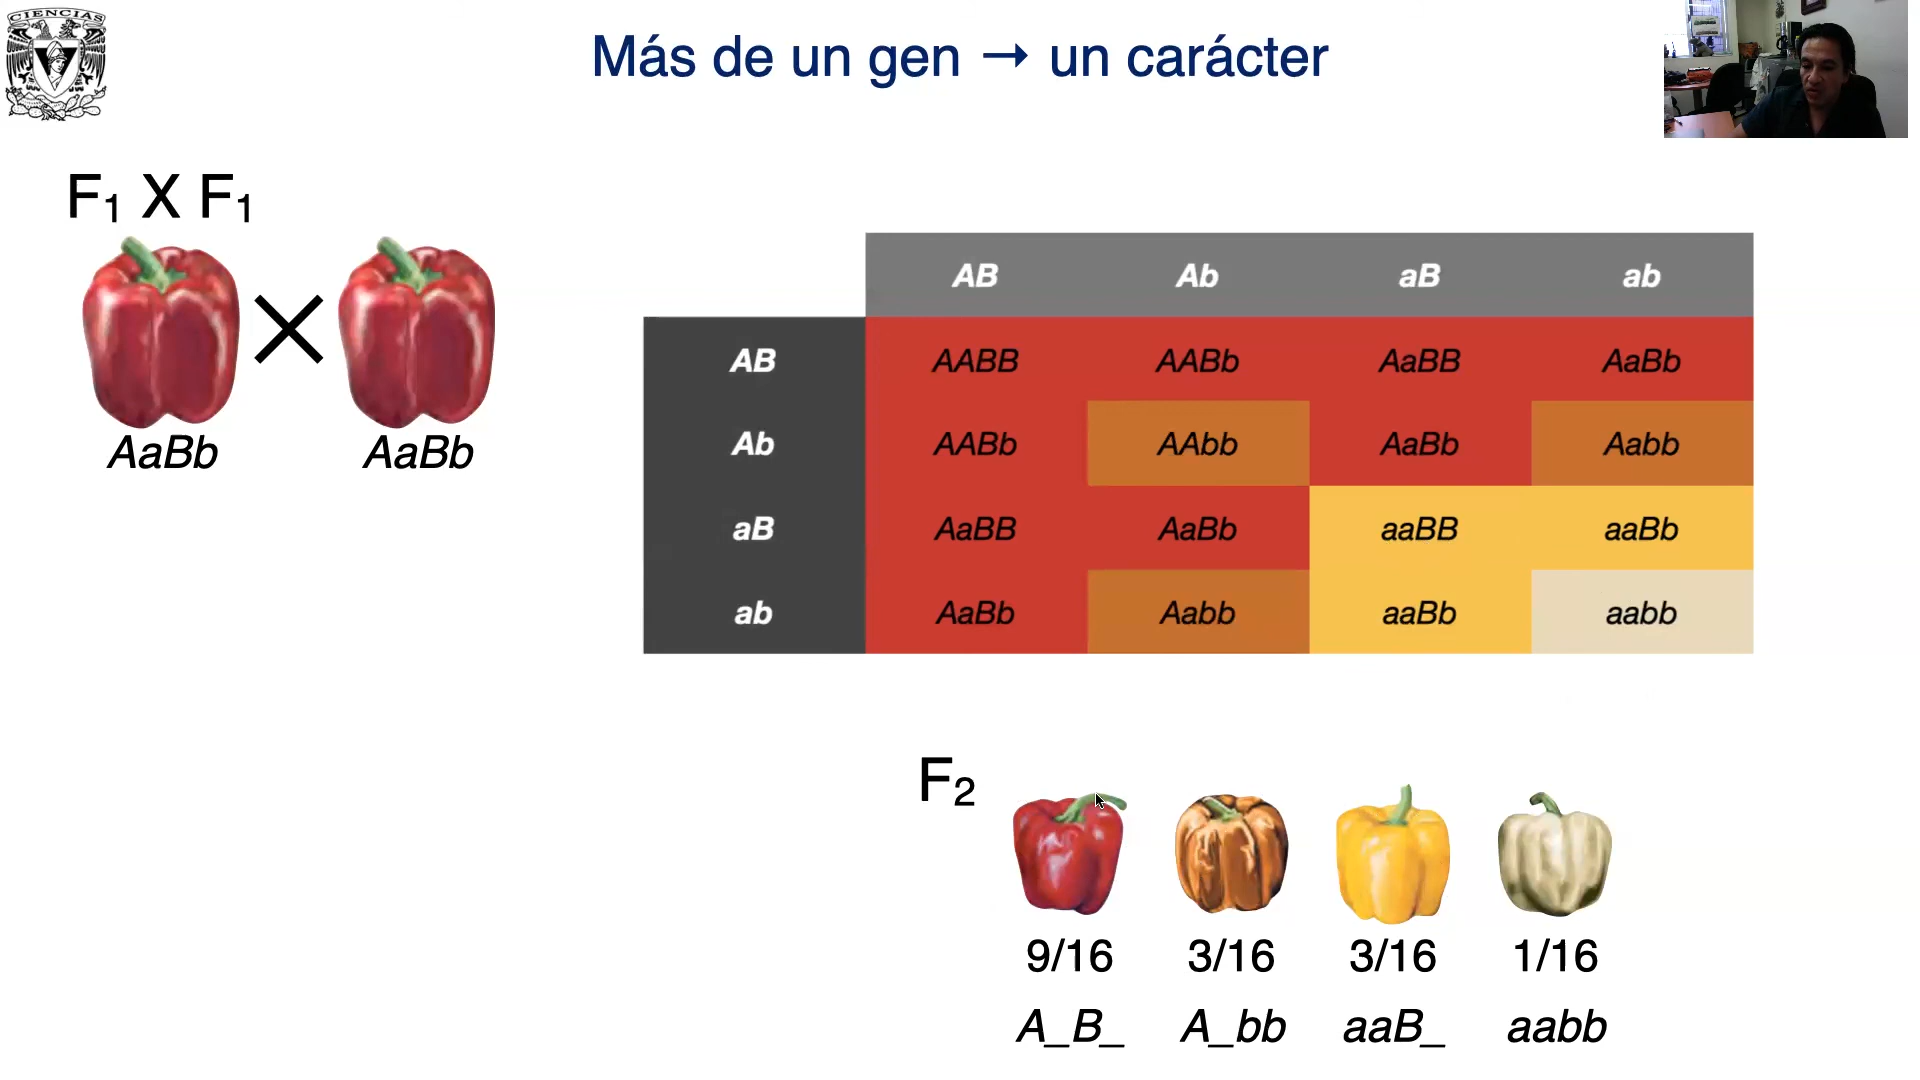 CIENCIAS
Más de un gen → un carácter
F₁ X F₁
AaBb AaBb
AB Ab aB ab
AB AABB AABb AaBB AaBb
Ab AABb AAbb AaBb Aabb
aB AaBB AaBb aaBB aaBb
ab AaBb Aabb aaBb aabb
F₂
9/16 3/16 3/16 1/16
A_B_ A_bb aaB_ aabb